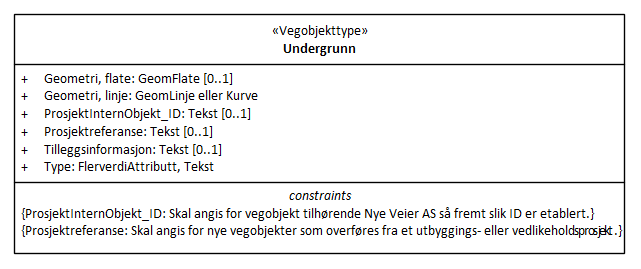 «Vegobjekttype»
Undergrunn
+ Geometri, flate: GeomFlate [0..1]
+ Geometri, linje: GeomLinje eller Kurve
+ ProsjektInternObjekt_ID: Tekst [0..1]
+ Prosjektreferanse: Tekst [0..1]
+ Tilleggsinformasjon: Tekst [0..1]
+ Type: FlerverdiAttributt, Tekst
constraints
{ProsjektInternObjekt_ID: Skal angis for vegobjekt tilhørende Nye Veier AS så fremt slik ID er etablert.}
{Prosjektreferanse: Skal angis for nye vegobjekter som overføres fra et utbyggings- eller vedlikeholdsprosjekt.}